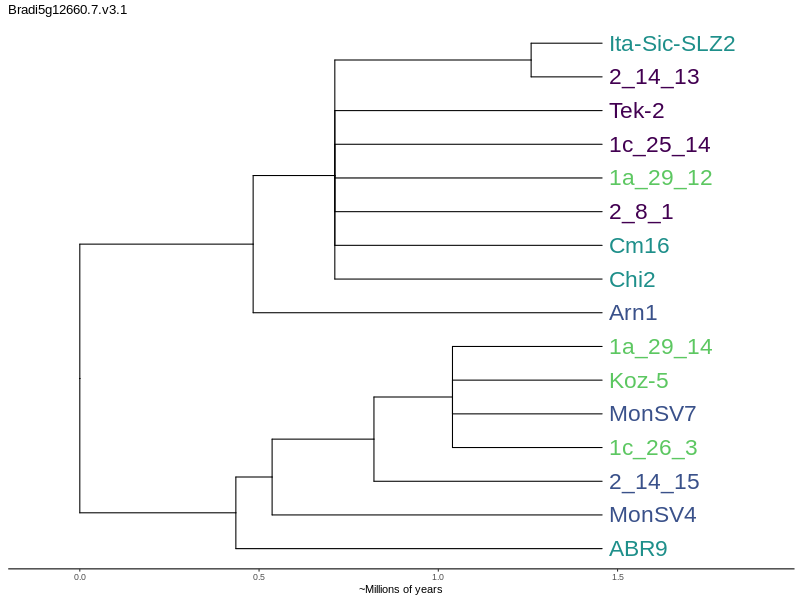 Bradi5g12660.7.v3.1
Ita-Sic-SLZ2
2_14_13
Tek-2
1c_25_14
1a_29_12
2_8_1
Cm16
Chi2
Arn1
1a_29_14
Koz-5
MonSV7
1c_26_3
2_14_15
MonSV4
ABR9
0.0 0.5 1.0 1.5
~Millions of years